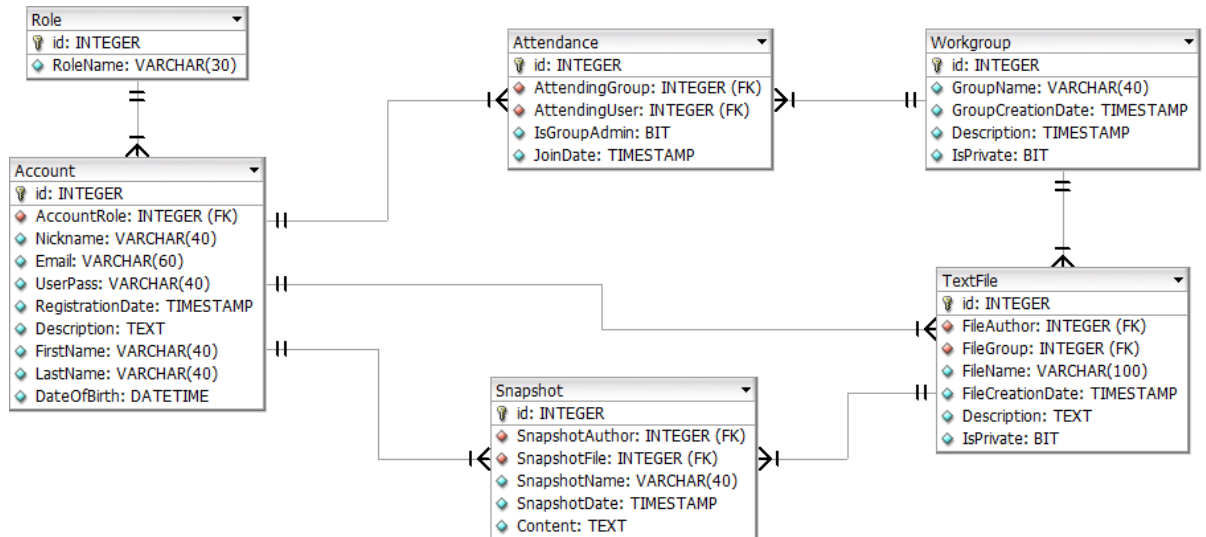 Role
id: INTEGER
RoleName: VARCHAR(30)
Attendance
id: INTEGER
AttendingGroup: INTEGER (FK)
AttendingUser: INTEGER (FK)
IsGroupAdmin: BIT
JoinDate: TIMESTAMP
Workgroup
id: INTEGER
GroupName: VARCHAR(40)
GroupCreationDate: TIMESTAMP
Description: TIMESTAMP
IsPrivate: BIT
Account
id: INTEGER
AccountRole: INTEGER (FK)
Nickname: VARCHAR(40)
Email: VARCHAR(60)
UserPass: VARCHAR(40)
RegistrationDate: TIMESTAMP
Description: TEXT
FirstName: VARCHAR(40)
LastName: VARCHAR(40)
DateOfBirth: DATETIME
TextFile
id: INTEGER
FileAuthor: INTEGER (FK)
FileGroup: INTEGER (FK)
FileName: VARCHAR(100)
FileCreationDate: TIMESTAMP
Description: TEXT
IsPrivate: BIT
Snapshot
id: INTEGER
SnapshotAuthor: INTEGER (FK)
SnapshotFile: INTEGER (FK)
SnapshotName: VARCHAR(40)
SnapshotDate: TIMESTAMP
Content: TEXT